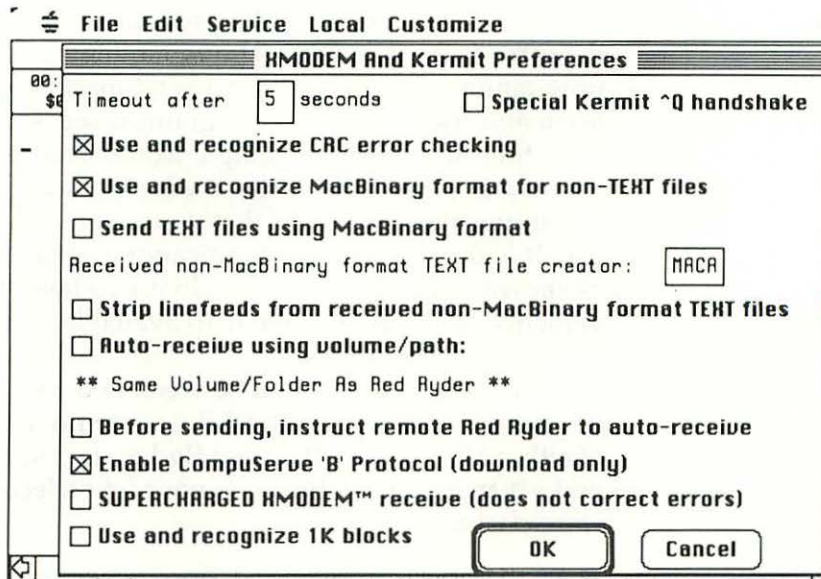 File Edit Service Local Customize
XMODEM And Kermit Preferences
00:
$0
Timeout after 5 seconds
Special Kermit ^Q handshake
Use and recognize CRC error checking
Use and recognize MacBinary format for non-TEXT files
Send TEXT files using MacBinary format
Received non-MacBinary format TEXT file creator: MACA
Strip linefeeds from received non-MacBinary format TEXT files
Auto-receive using volume/path:
** Same Volume/Folder As Red Ryder **
Before sending, instruct remote Red Ryder to auto-receive
Enable CompuServe 'B' Protocol (download only)
SUPERCHARGED XMODEM™ receive (does not correct errors)
Use and recognize 1K blocks
OK
Cancel